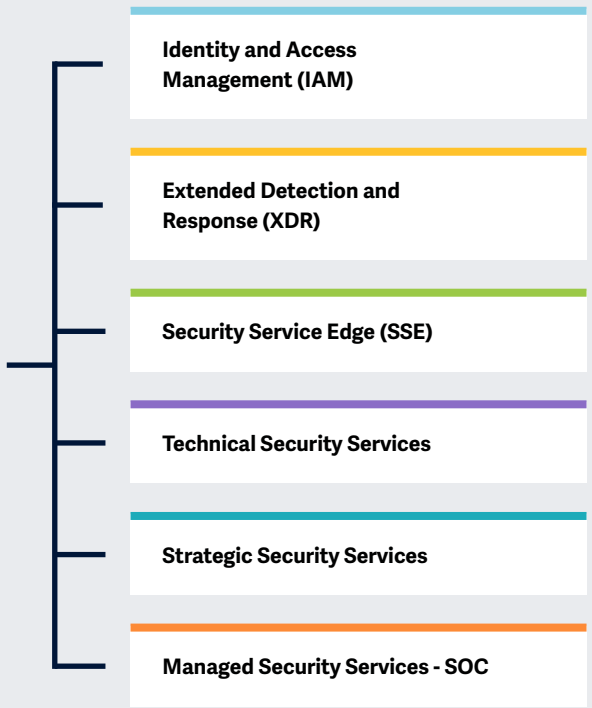 Identity and Access
Management (IAM)
Extended Detection and
Response (XDR)
Security Service Edge (SSE)
Technical Security Services
Strategic Security Services
Managed Security Services - SOC